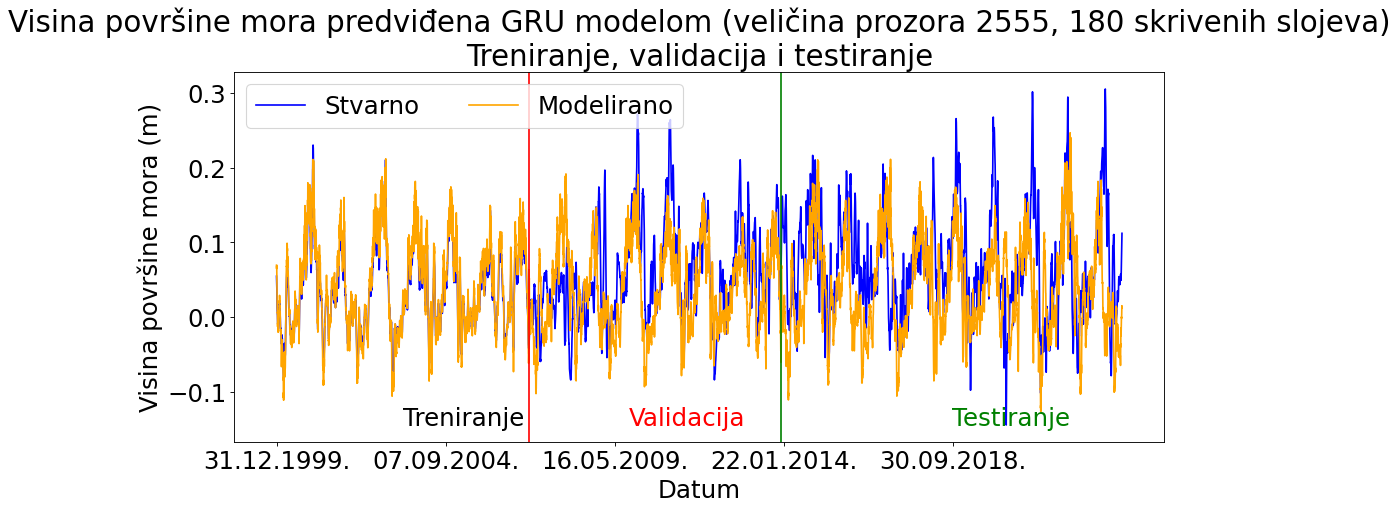 Visina površine mora predviđena GRU modelom (veličina prozora 2555, 180 skrivenih slojeva)
Treniranje, validacija i testiranje
Stvarno
Modelirano
Visina površine mora (m)
0.3
0.2
0.1
0.0
−0.1
Treniranje
Validacija
Testiranje
31.12.1999.
07.09.2004.
16.05.2009.
22.01.2014.
30.09.2018.
Datum